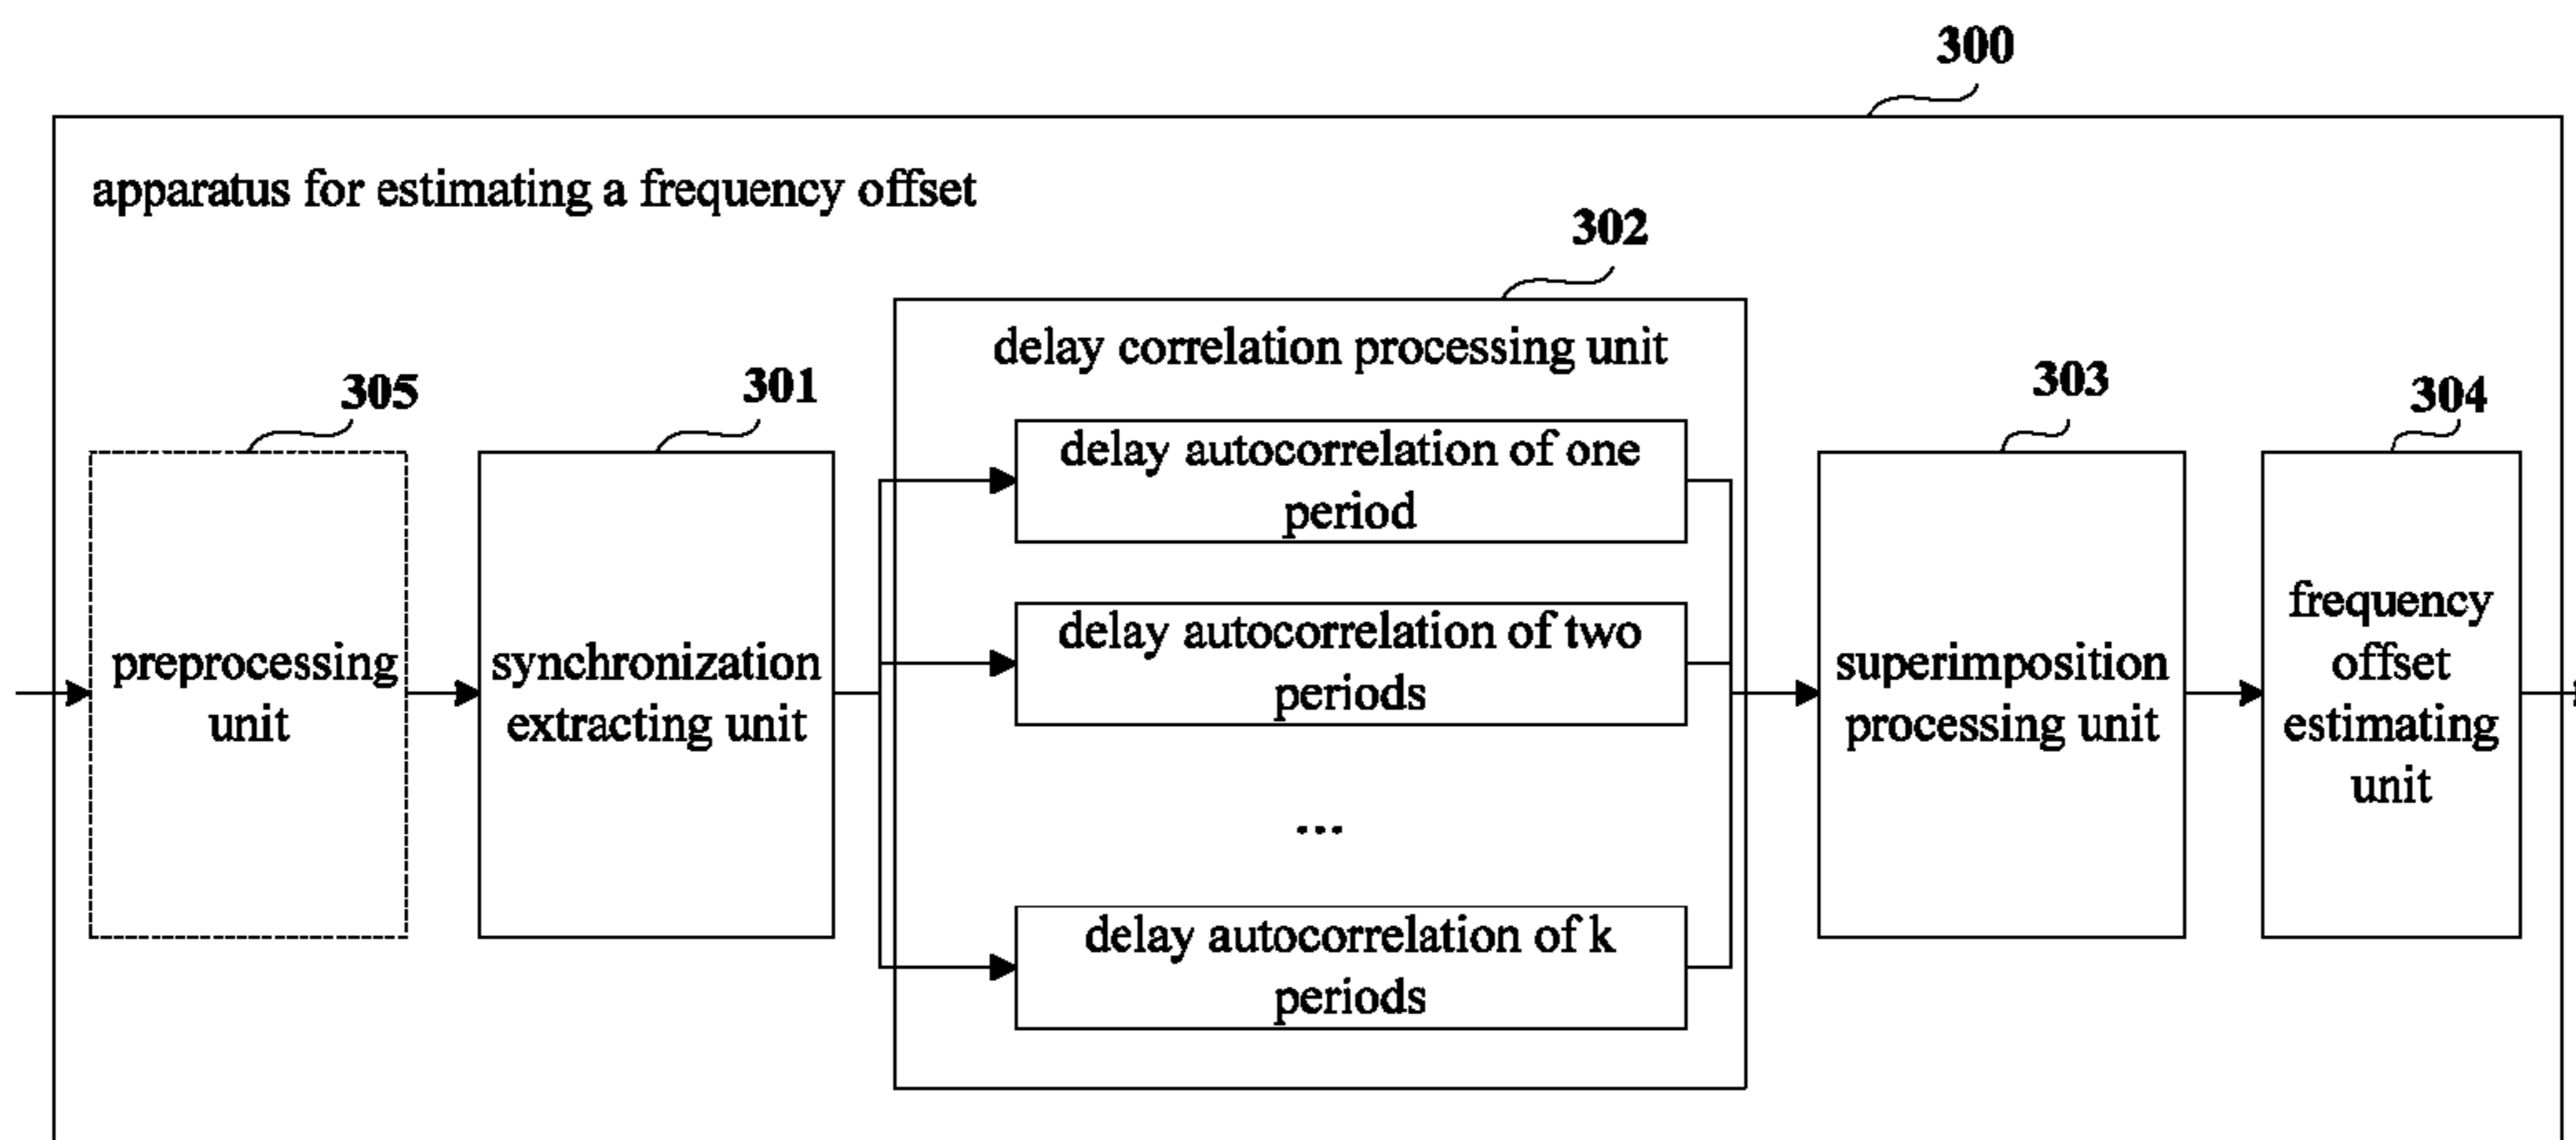 300
apparatus for estimating a frequency offset
302
delay correlation processing unit
305
301
303
304
preprocessing
unit
synchronization
extracting unit
delay autocorrelation of one
period
delay autocorrelation of two
periods
...
delay autocorrelation of k
periods
superimposition
processing unit
frequency
offset
estimating
unit